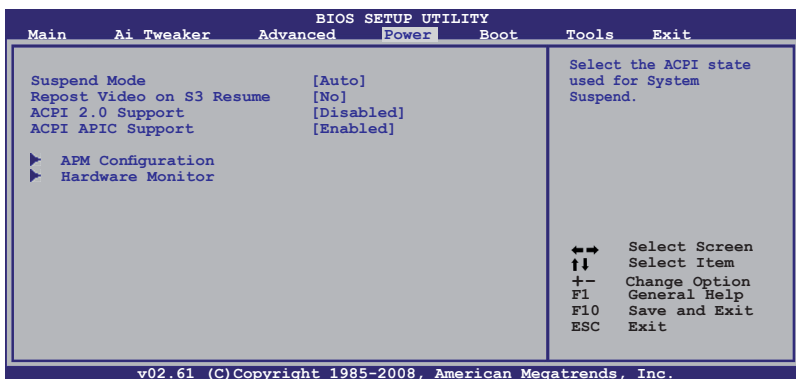 BIOS SETUP UTILITY
Main Ai Tweaker Advanced Power Boot Tools Exit
Suspend Mode [Auto]
Repost Video on S3 Resume [No]
ACPI 2.0 Support [Disabled]
ACPI APIC Support [Enabled]
APM Configuration
Hardware Monitor
Select the ACPI state
used for System
Suspend.
Select Screen
Select Item
+- Change Option
F1 General Help
F10 Save and Exit
ESC Exit
v02.61 (C)Copyright 1985-2008, American Megatrends, Inc.